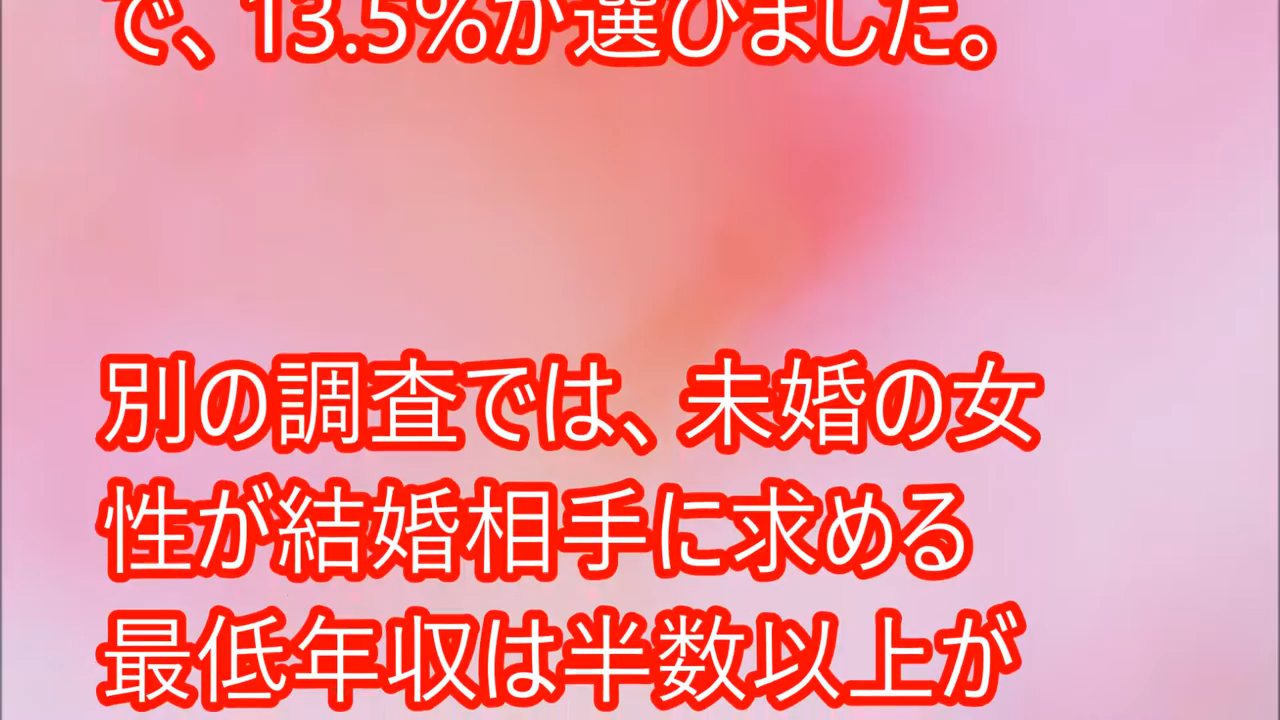 で、13.5%が選びました。
別の調査では、未婚の女
性が結婚相手に求める
最低年収は半数以上が